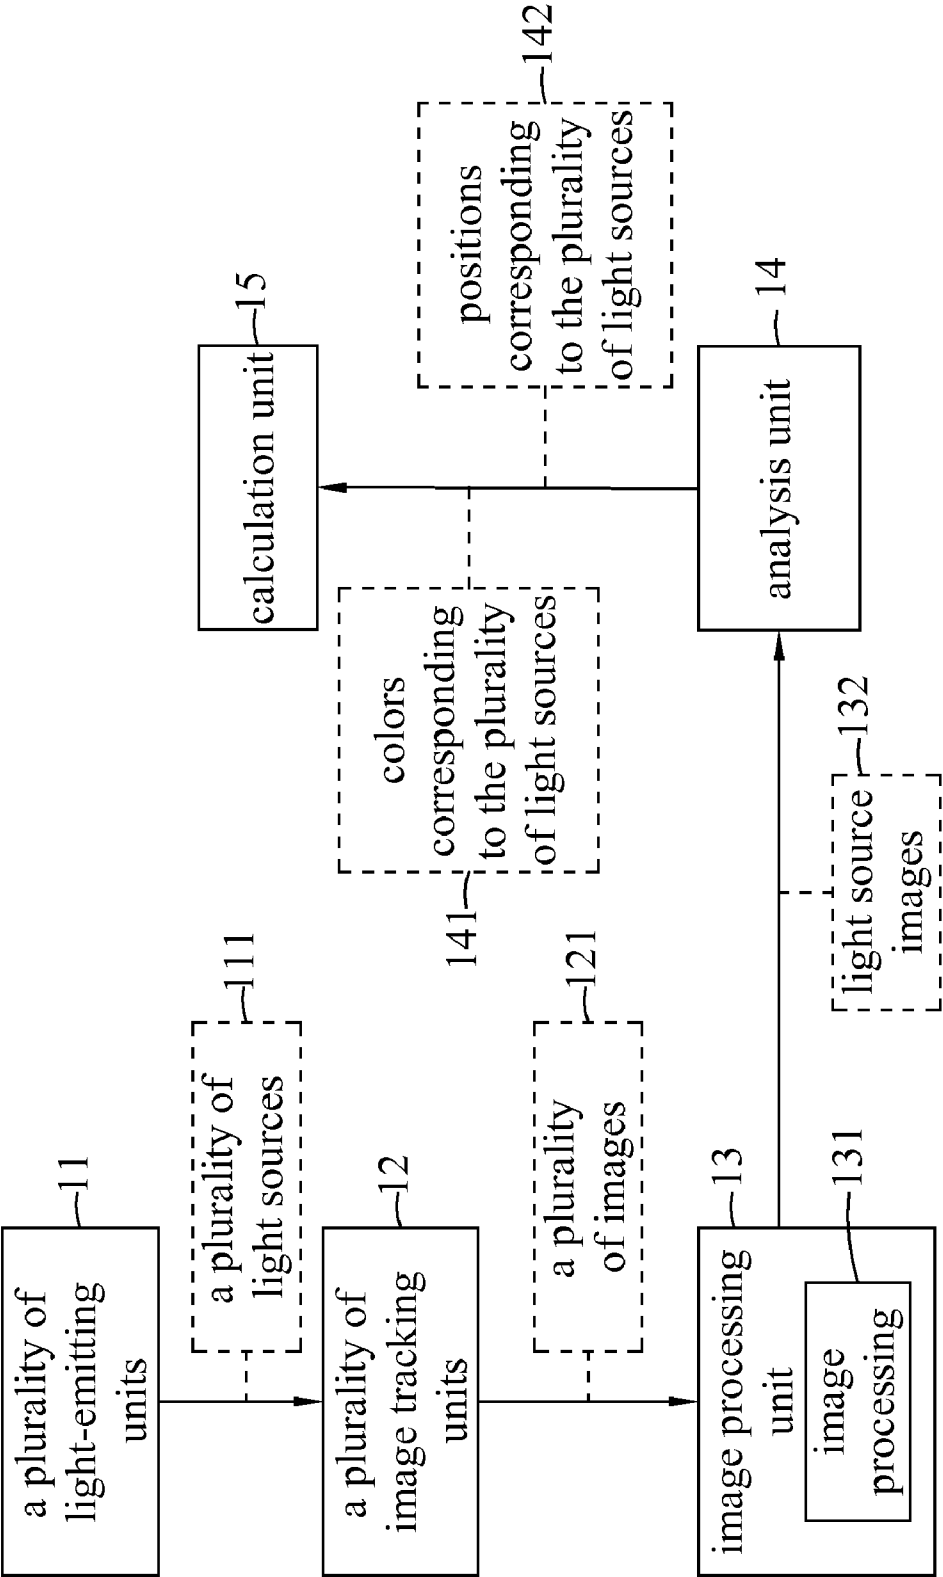 11
a plurality of
light-emitting
units
111
a plurality of
light sources
12
a plurality of
image tracking
units
121
a plurality
of images
13
image processing
unit
131
image
processing
132
light source
images
14
analysis unit
141
colors
corresponding
to the plurality
of light sources
142
positions
corresponding
to the plurality
of light sources
15
calculation unit